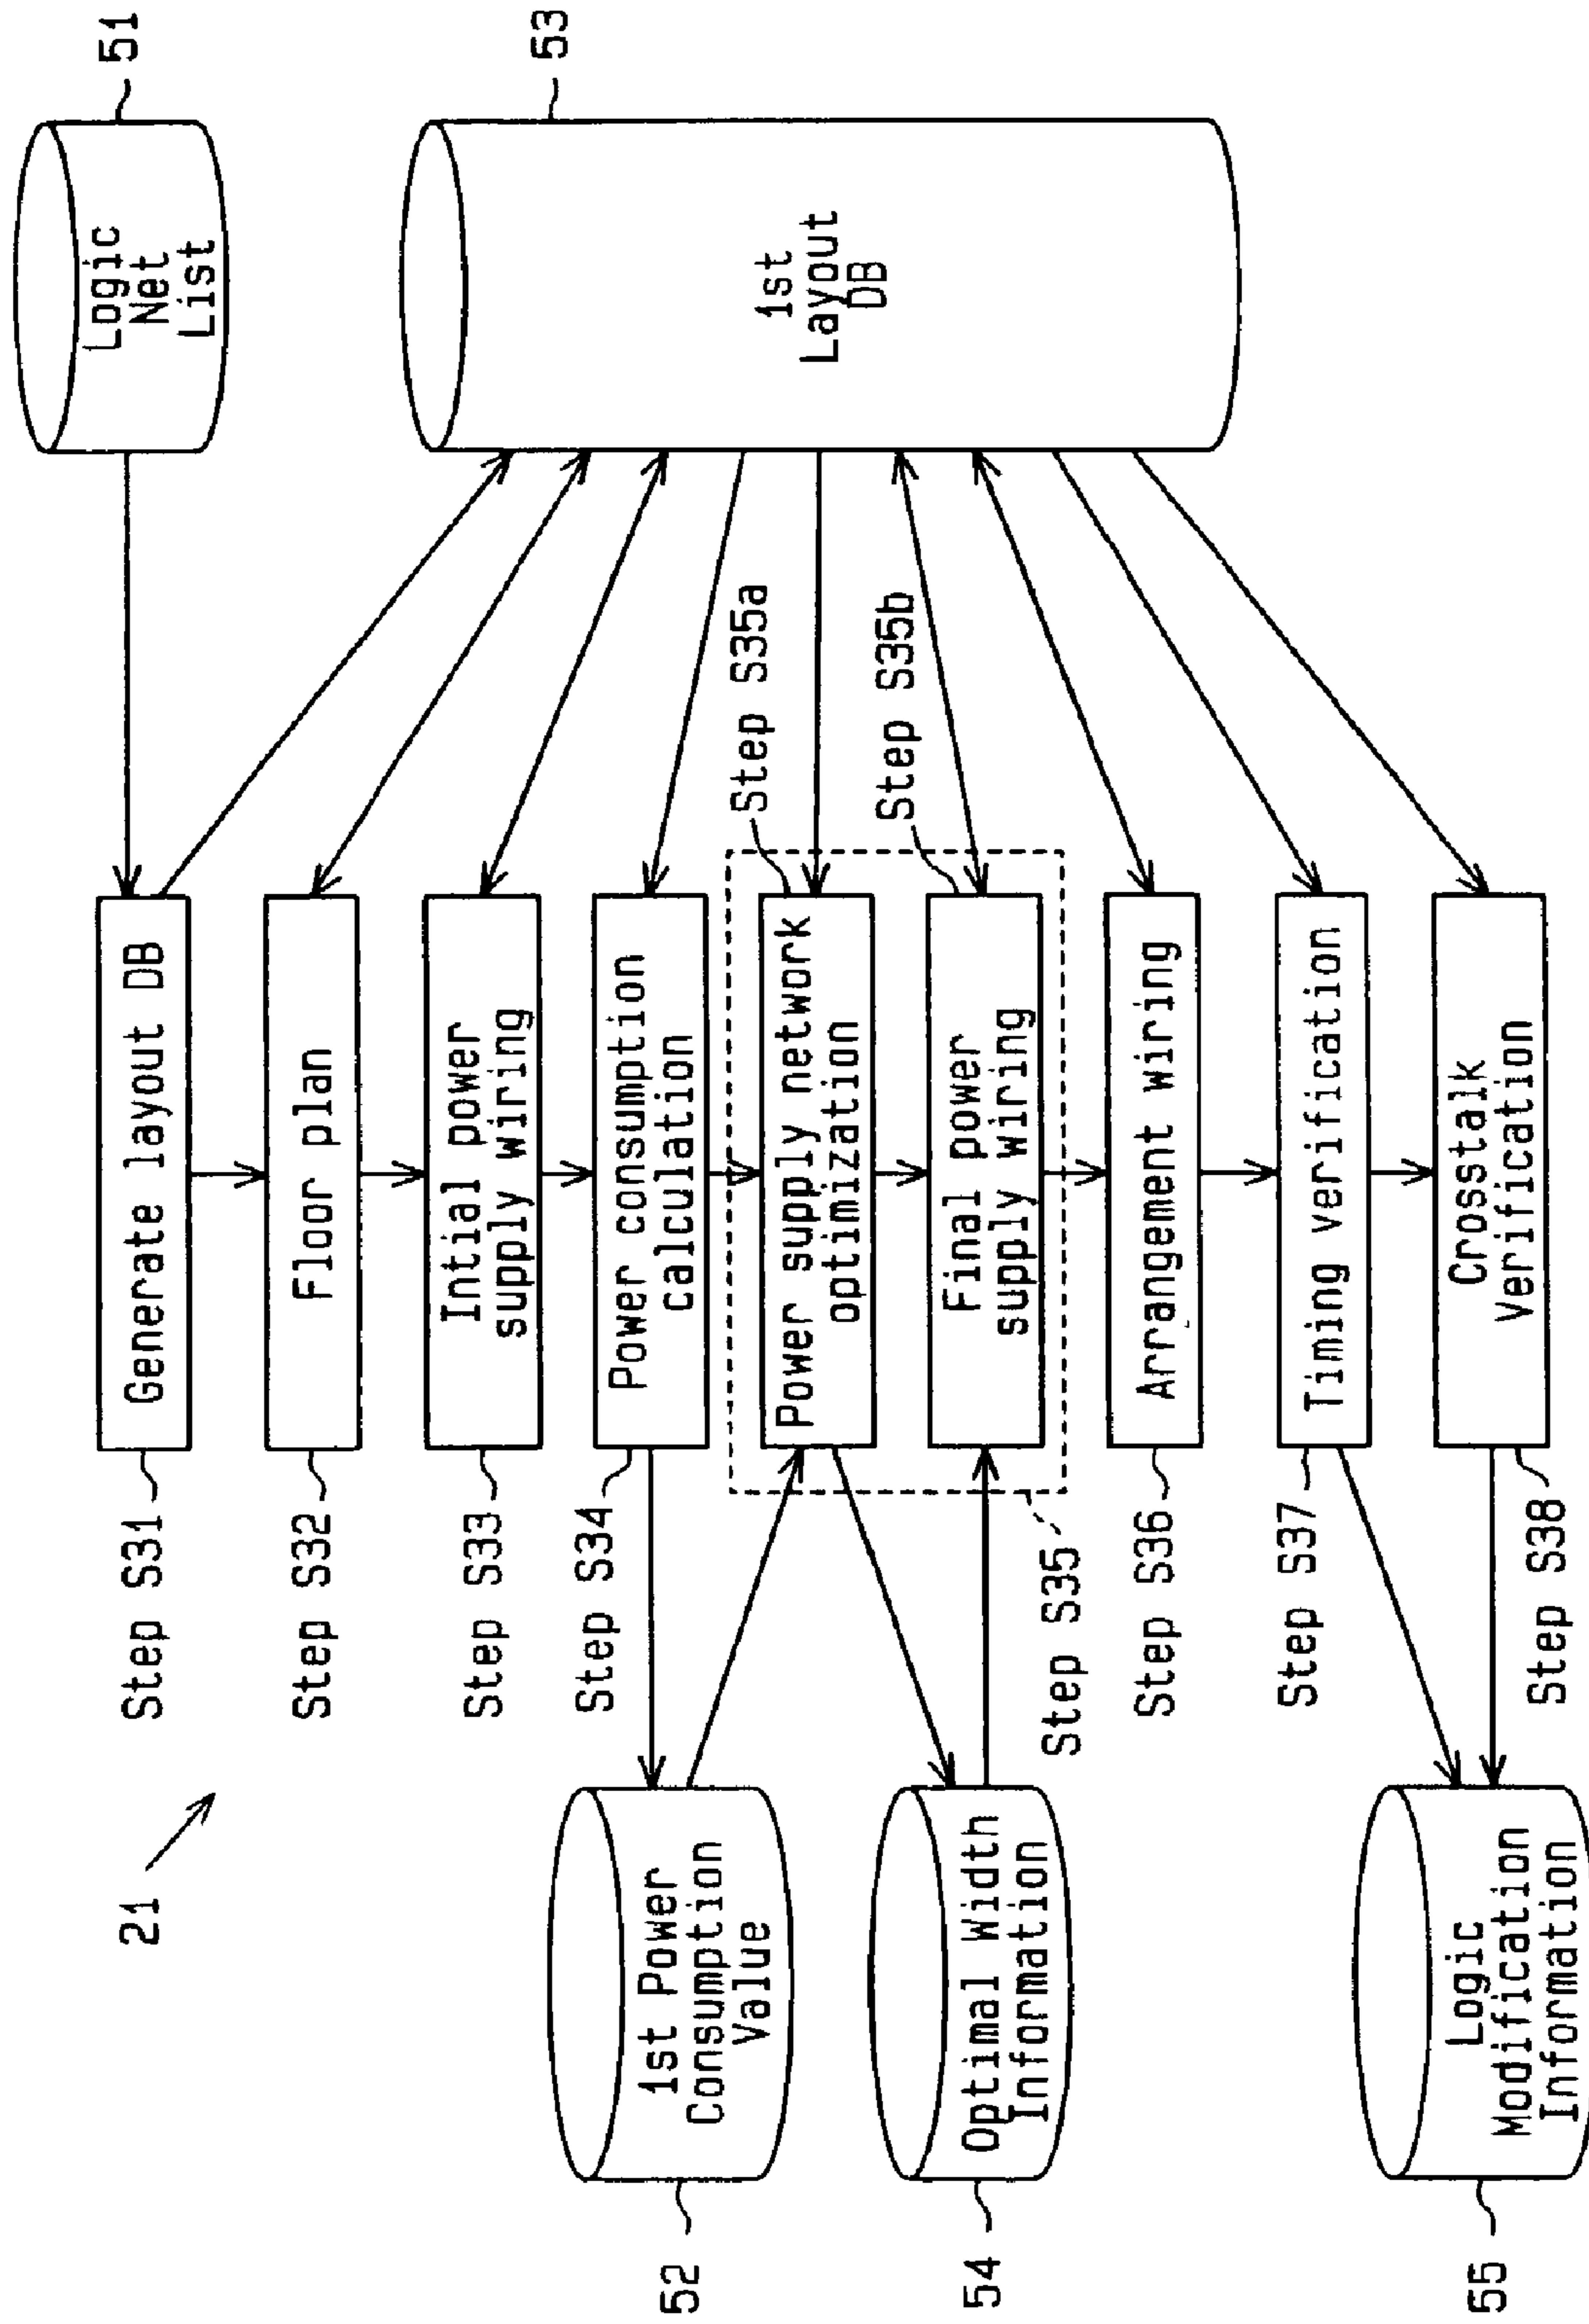 21
Step S31
Generate layout DB
Logic
Net
List
51
Step S32
Floor plan
Step S33
Intial power
supply wiring
Step S34
Power consumption
calculation
1st Power
Consumption
Value
52
Step S35a
Power supply network
optimization
1st
Layout
DB
53
Step S35b
Final power
supply wiring
Optimal Width
Information
54
Step S35
Step S36
Arrangement wiring
Step S37
Timing verification
Step S38
Crosstalk
Verification
Logic
Modification
Information
55